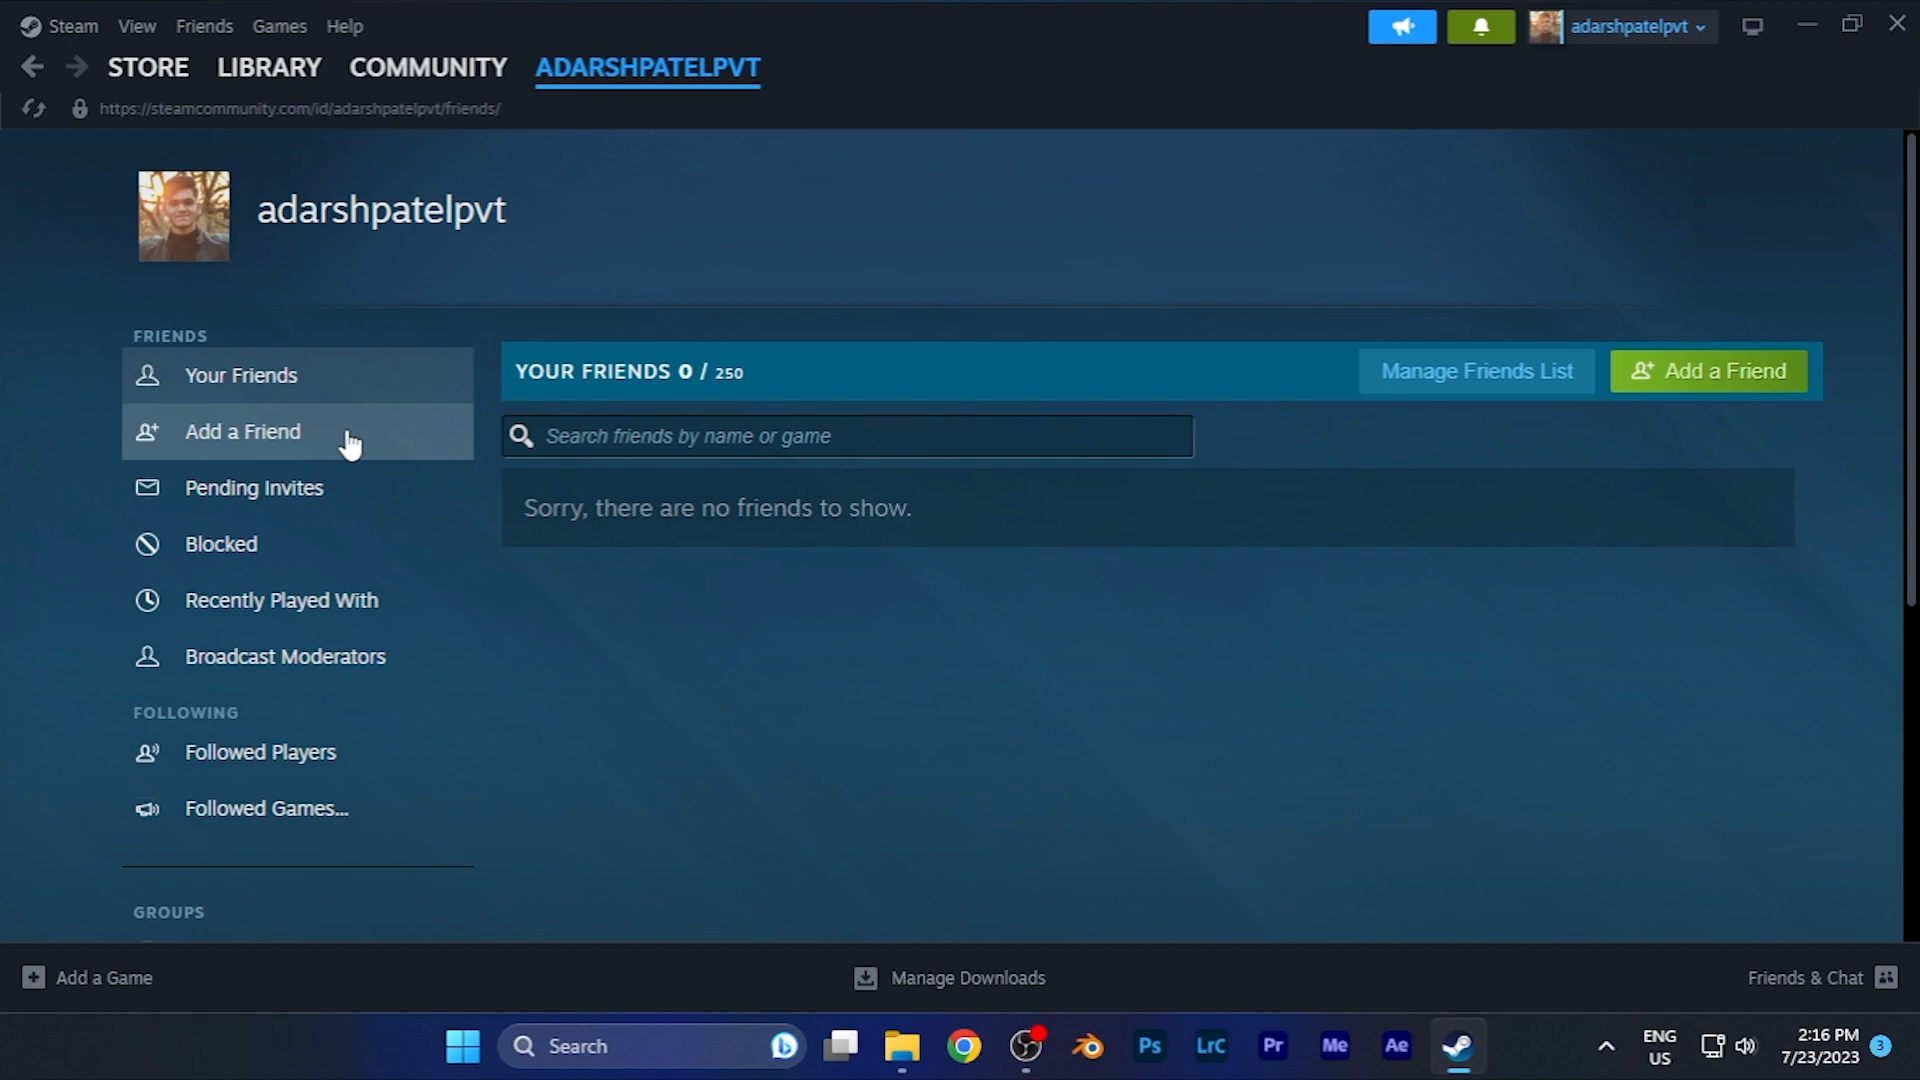 Steam View Friends Games Help
adarshpatelpvt
STORE LIBRARY COMMUNITY ADARSHPATELPVT
https://steamcommunity.com/id/adarshpatelpvt/friends/
adarshpatelpvt
FRIENDS
Your Friends
Add a Friend
Pending Invites
Blocked
Recently Played With
Broadcast Moderators
FOLLOWING
Followed Players
Followed Games...
GROUPS
YOUR FRIENDS 0 / 250
Manage Friends List
Add a Friend
Search friends by name or game
Sorry, there are no friends to show.
Add a Game
Manage Downloads
Friends & Chat
Search
Ps
LrC
Pr
Me
Ae
ENG
US
2:16 PM
7/23/2023
3